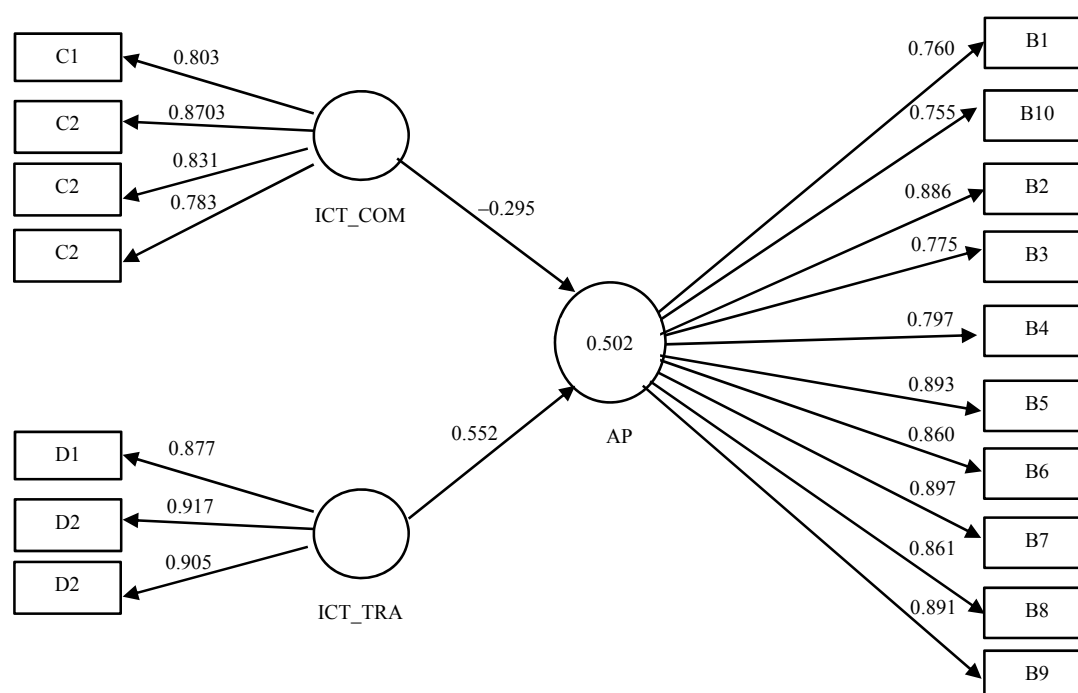 C1
0.803
C2
0.8703
C2
0.831
C2
0.783
ICT_COM
–0.295
D1
0.877
D2
0.917
D2
0.905
ICT_TRA
0.552
0.502
AP
0.760
B1
0.755
B10
0.886
B2
0.775
B3
0.797
B4
0.893
B5
0.860
B6
0.897
B7
0.861
B8
0.891
B9